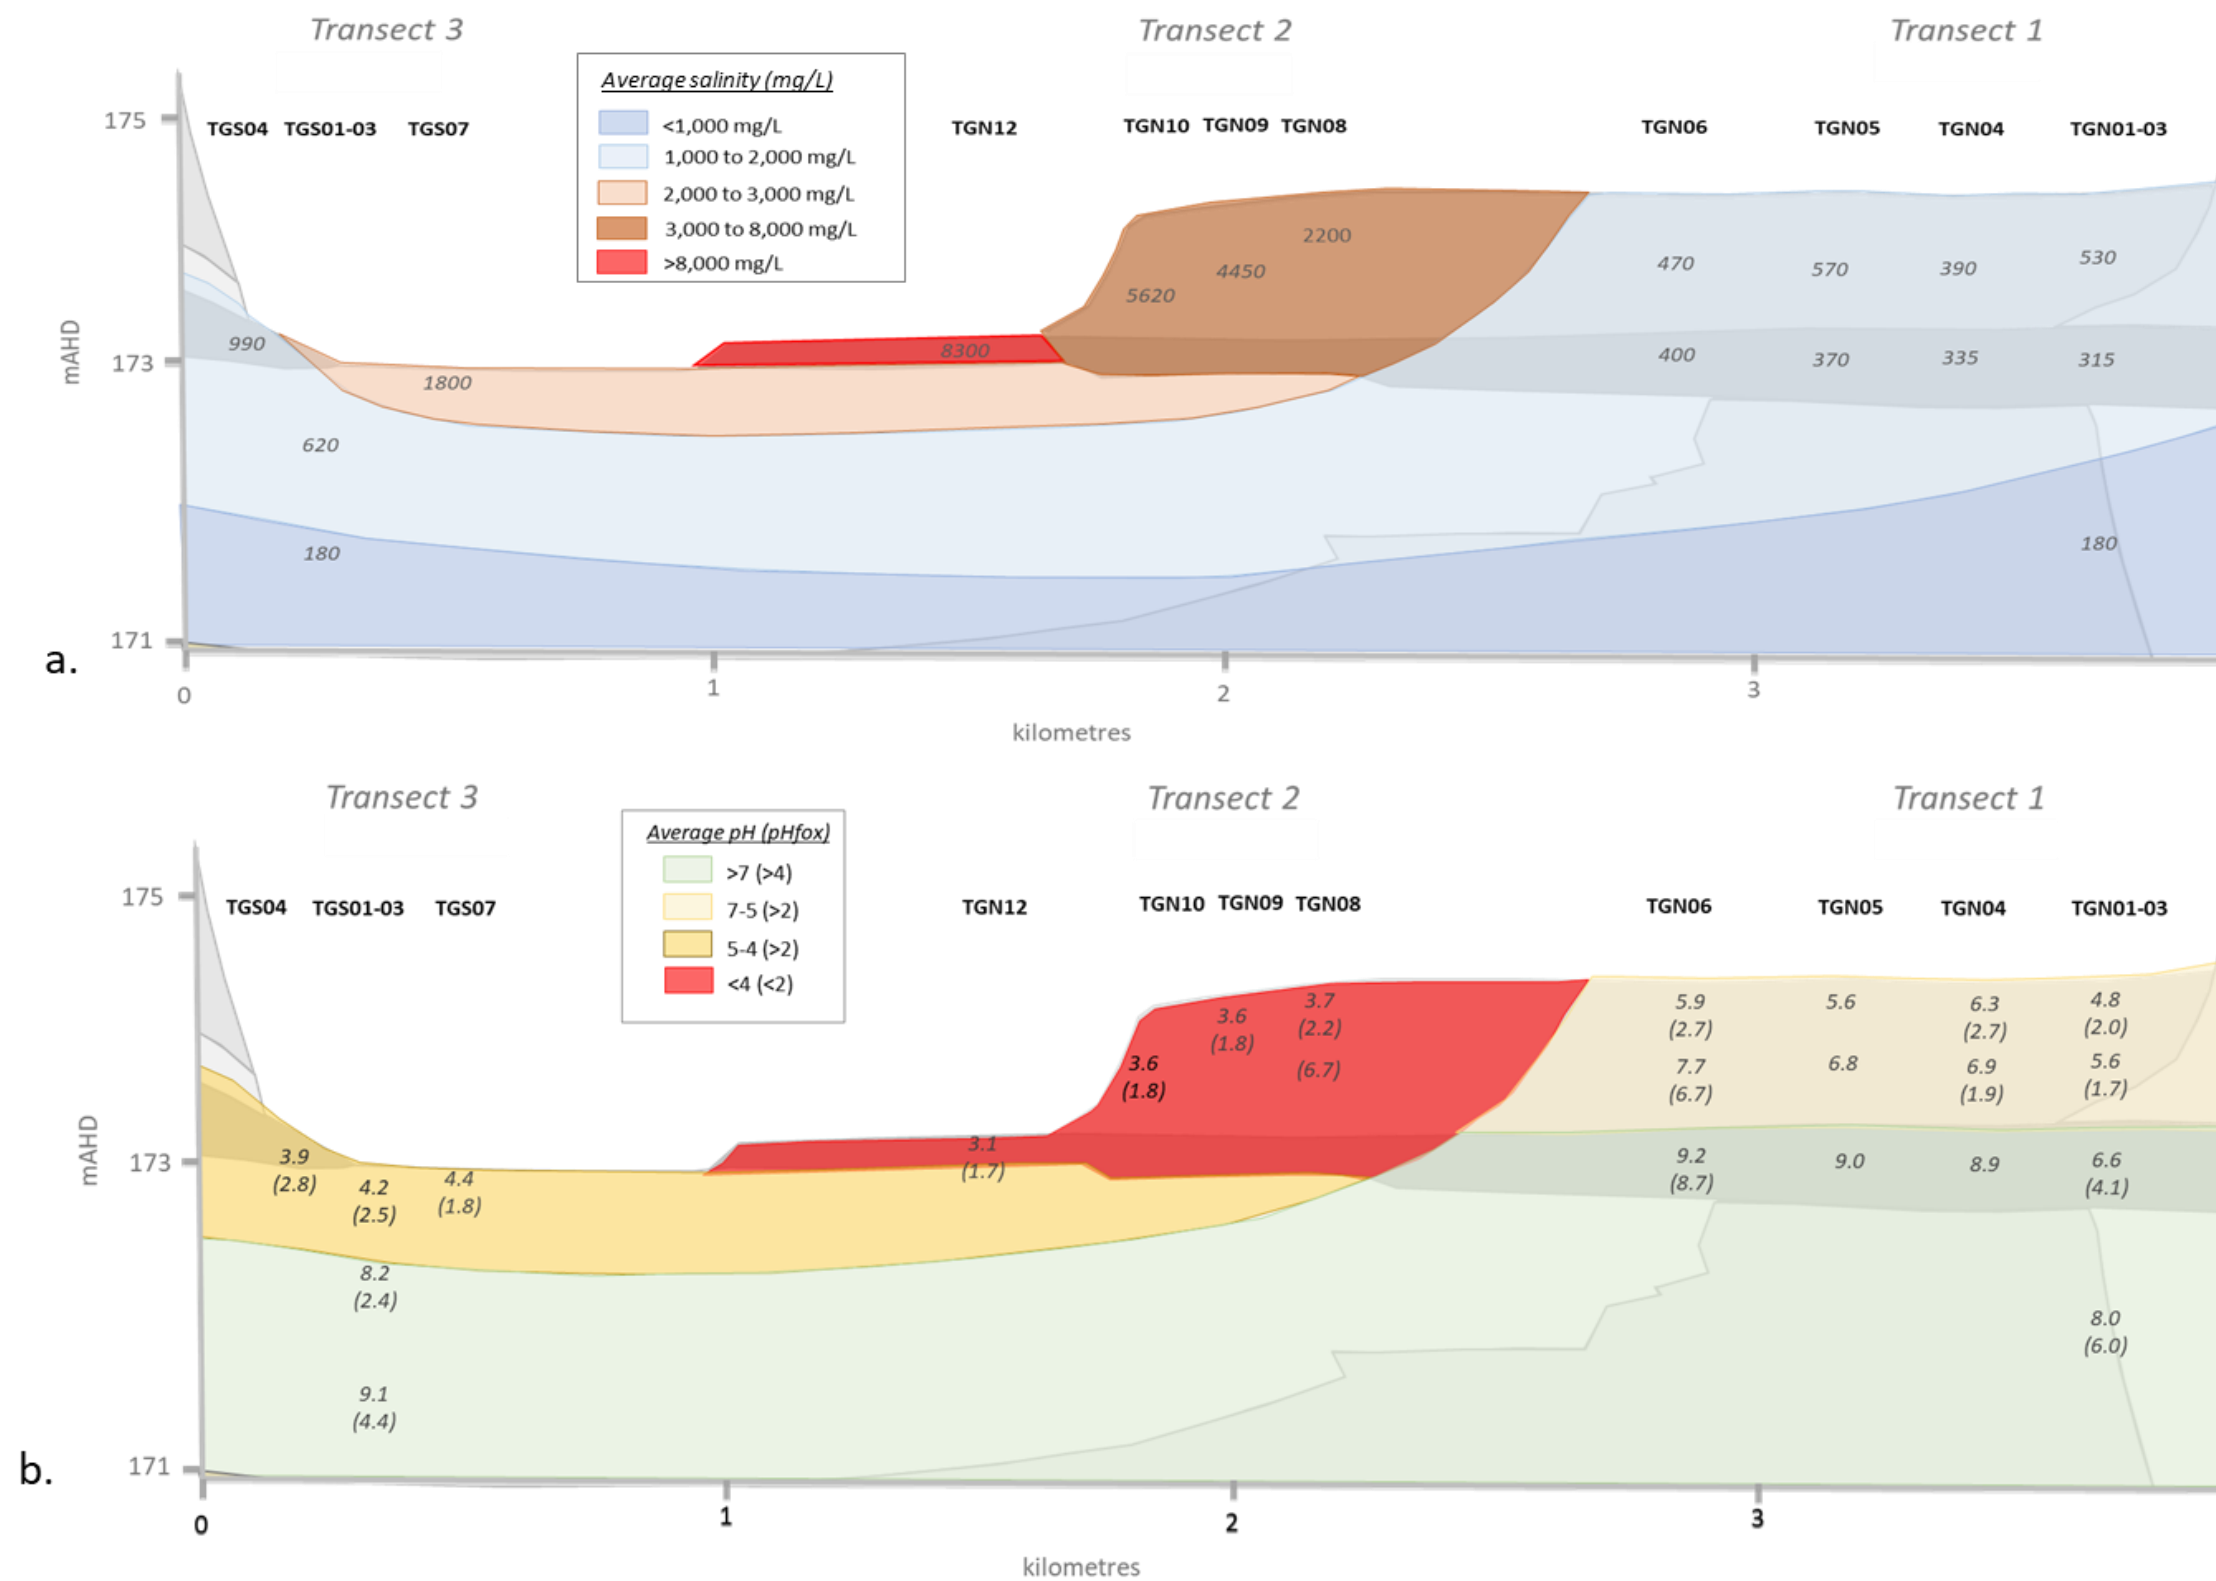 Transect 3 Transect 2 Transect 1
Average salinity (mg/L)
<1,000 mg/L
1,000 to 2,000 mg/L
2,000 to 3,000 mg/L
3,000 to 8,000 mg/L
>8,000 mg/L
175
TGS04 TGS01-03 TGS07 TGN12 TGN10 TGN09 TGN08 TGN06 TGN05 TGN04 TGN01-03
2200
4450
5620
470 570 390 530
mAHD
173
990
8300
1800
400 370 335 315
620
180
180
171
a.
0 1 2 3
kilometres
Transect 3 Transect 2 Transect 1
Average pH (pHfox)
>7 (>4)
7-5 (>2)
5-4 (>2)
<4 (<2)
175
TGS04 TGS01-03 TGS07 TGN12 TGN10 TGN09 TGN08 TGN06 TGN05 TGN04 TGN01-03
3.6
(1.8)
3.6
(1.8)
3.7
(2.2)
(6.7)
5.9
(2.7)
7.7
(6.7)
5.6
6.8
6.3
(2.7)
6.9
(1.9)
4.8
(2.0)
5.6
(1.7)
mAHD
173
3.9
(2.8)
4.2
(2.5)
4.4
(1.8)
3.1
(1.7)
9.2
(8.7)
9.0
8.9
6.6
(4.1)
8.2
(2.4)
9.1
(4.4)
8.0
(6.0)
171
b.
0 1 2 3
kilometres